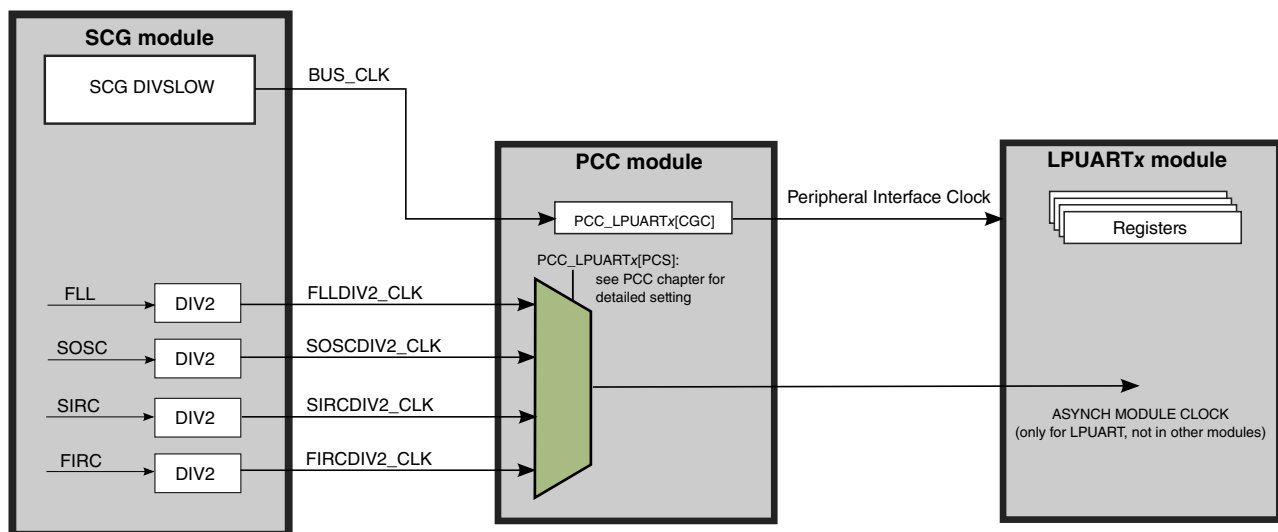 SCG module
SCG DIVSLOW
BUS_CLK
PCC module
LPUARTx module
PCC_LPUARTx[CGC]
Peripheral Interface Clock
Registers
PCC_LPUARTx[PCS]:
see PCC chapter for
detailed setting
FLL
DIV2
FLLDIV2_CLK
SOSC
DIV2
SOSCDIV2_CLK
SIRC
DIV2
SIRCDIV2_CLK
FIRC
DIV2
FIRCDIV2_CLK
ASYNCH MODULE CLOCK
(only for LPUART, not in other modules)